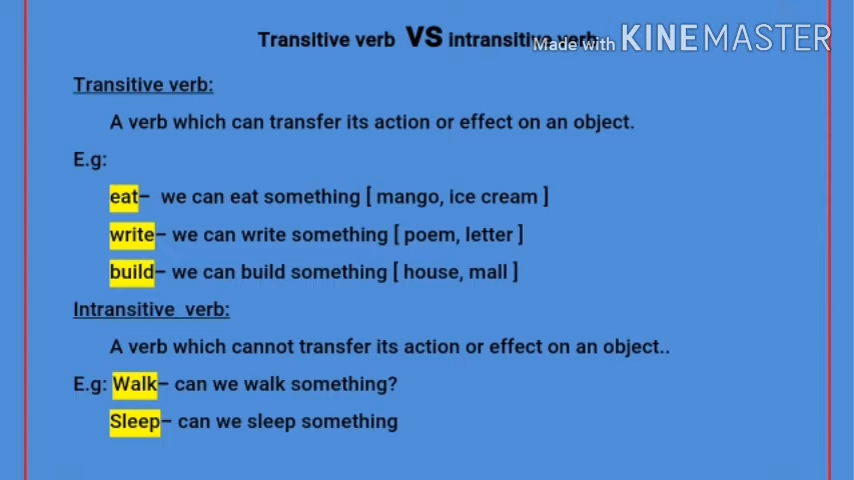 Transitive verb VS intransitive verb
Made with KINEMASTER
Transitive verb:
A verb which can transfer its action or effect on an object.
E.g:
eat– we can eat something [ mango, ice cream ]
write– we can write something [ poem, letter ]
build– we can build something [ house, mall ]
Intransitive verb:
A verb which cannot transfer its action or effect on an object..
E.g: Walk– can we walk something?
Sleep– can we sleep something